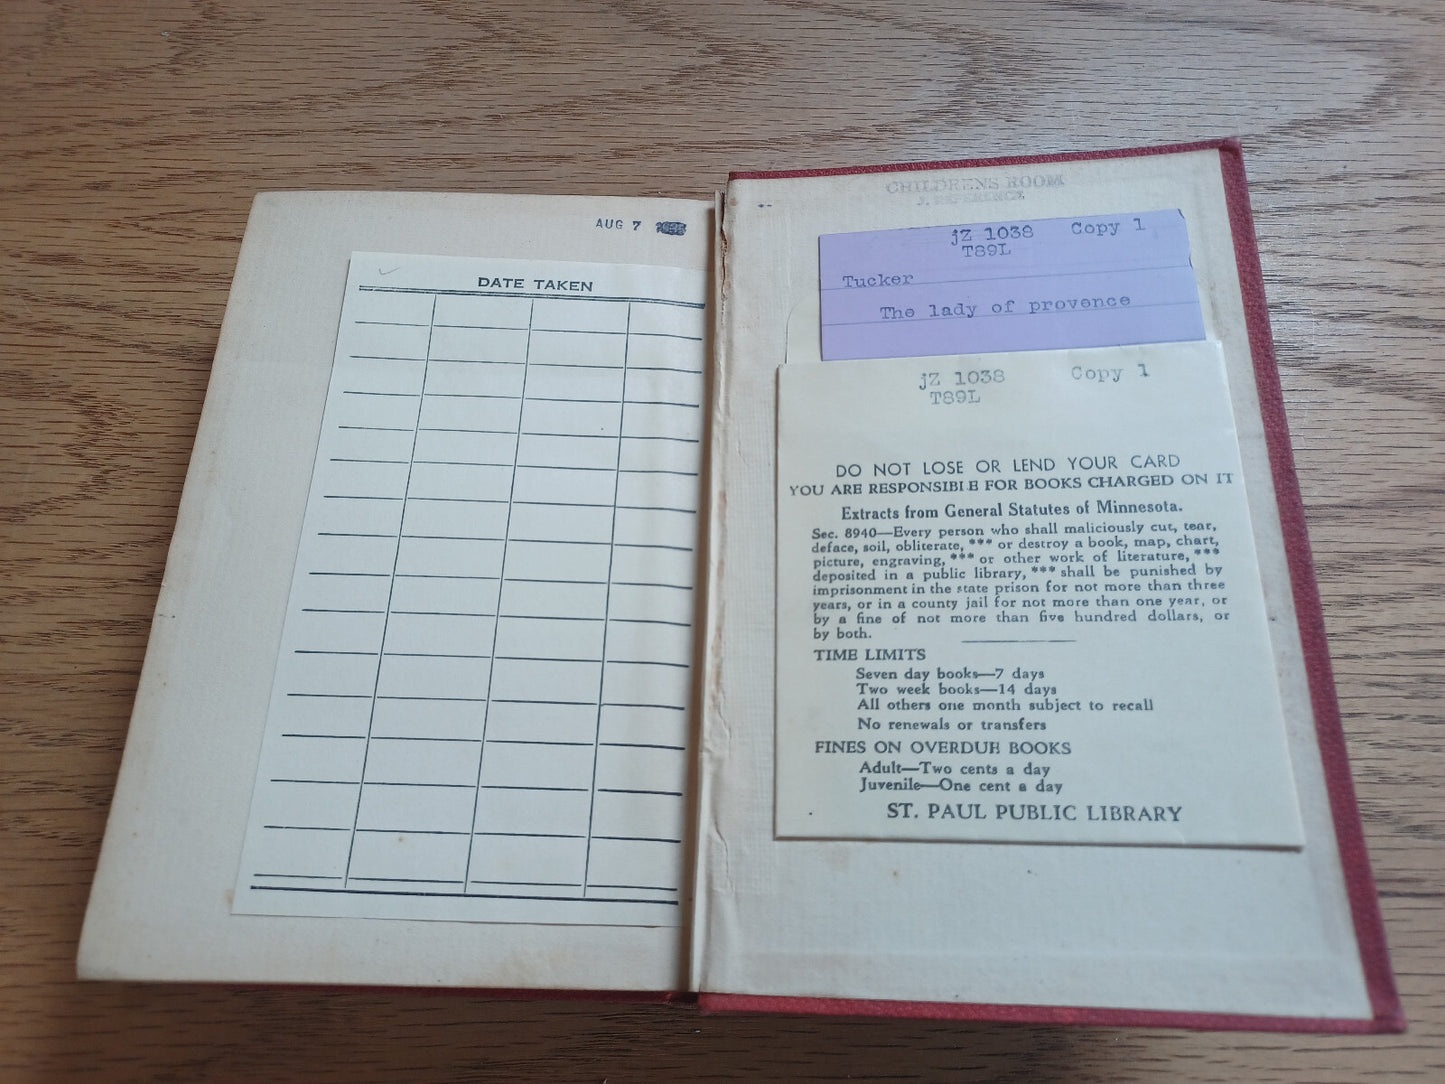 AUG 7
DATE TAKEN
CHILDRENS ROOM
J. REFERENCE
jZ 1038 Copy 1
T89L
Tucker
The lady of provence
jZ 1038 Copy 1
T89L
DO NOT LOSE OR LEND YOUR CARD
YOU ARE RESPONSIBLE FOR BOOKS CHARGED ON IT
Extracts from General Statutes of Minnesota.
Sec. 8940—Every person who shall maliciously cut, tear,
deface, soil, obliterate, *** or destroy a book, map, chart,
picture, engraving, *** or other work of literature, ***
deposited in a public library, *** shall be punished by
imprisonment in the state prison for not more than three
years, or in a county jail for not more than one year, or
by a fine of not more than five hundred dollars, or
by both.
TIME LIMITS
Seven day books—7 days
Two week books—14 days
All others one month subject to recall
No renewals or transfers
FINES ON OVERDUE BOOKS
Adult—Two cents a day
Juvenile—One cent a day
ST. PAUL PUBLIC LIBRARY